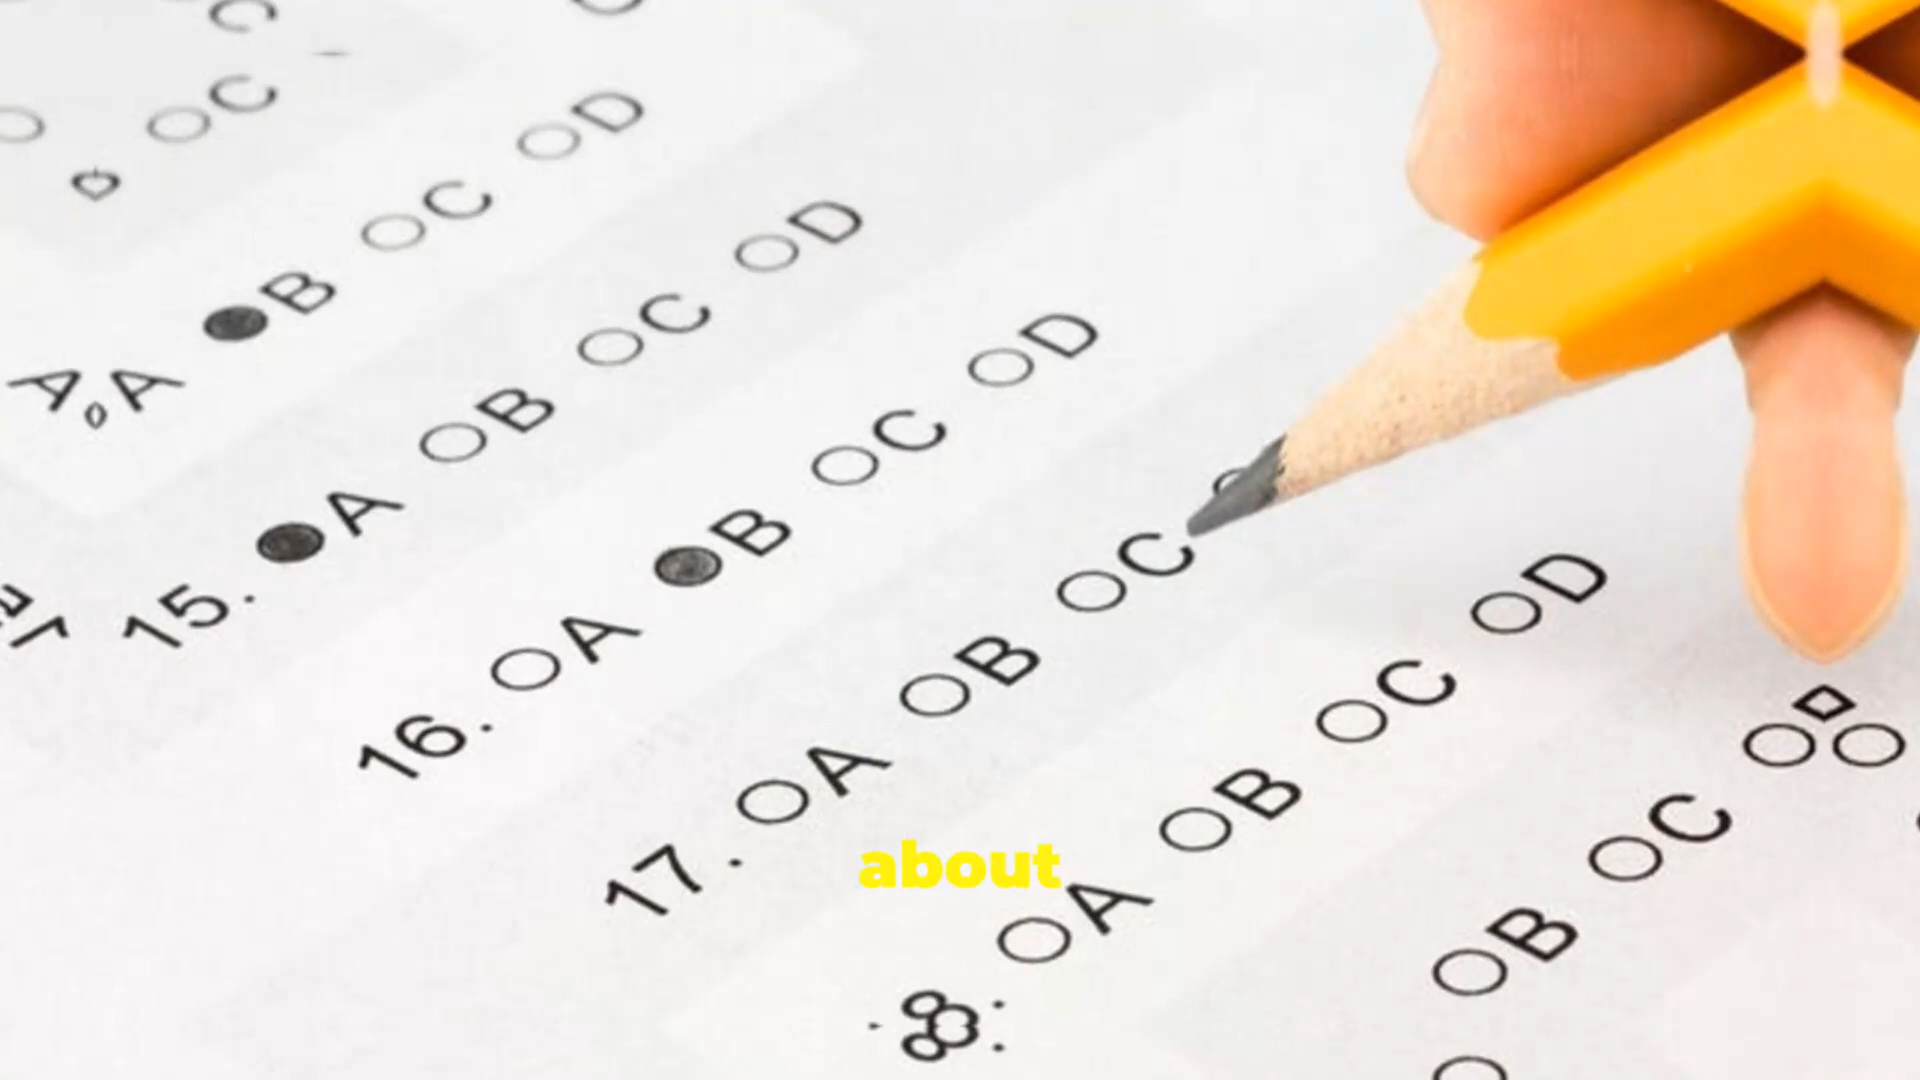 C
C
A A B C D
15. A B C D
16. A B C D
17. A B C
A B C D
B C
about